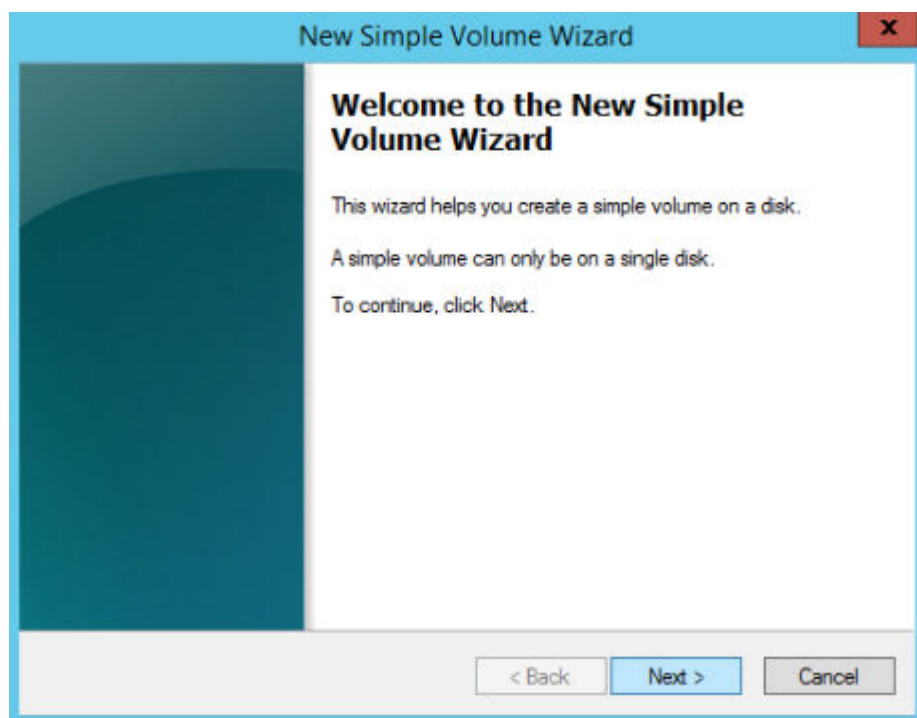 New Simple Volume Wizard
x
Welcome to the New Simple
Volume Wizard
This wizard helps you create a simple volume on a disk.
A simple volume can only be on a single disk.
To continue, click Next.
< Back Next > Cancel